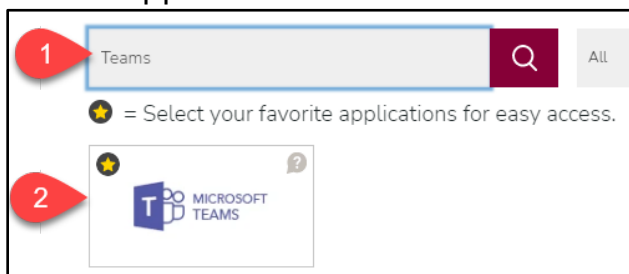 1
Teams
All
= Select your favorite applications for easy access.
?
2
T
MICROSOFT
TEAMS